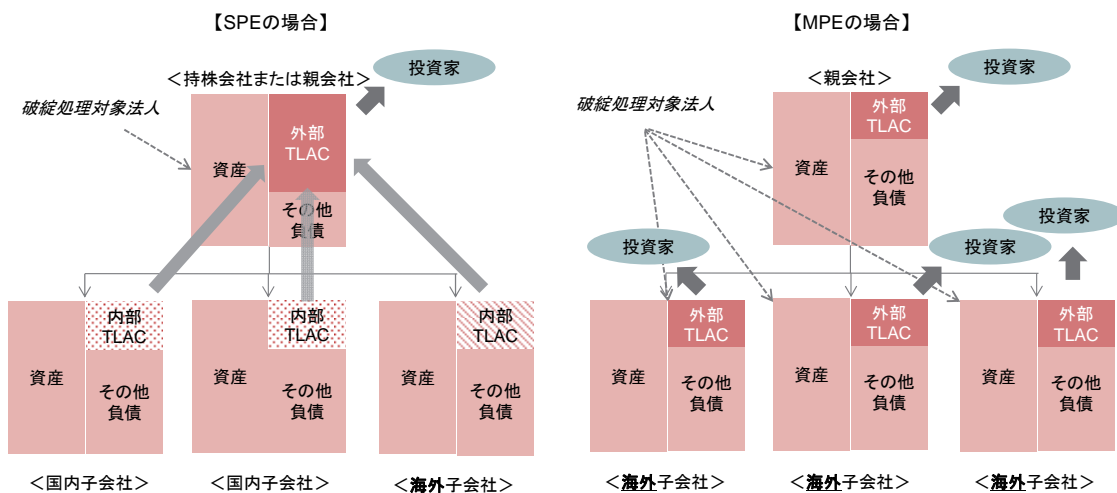 【SPEの場合】
<持株会社または親会社>
投資家
破綻処理対象法人
資産
外部
TLAC
その他
負債
内部
TLAC
資産
その他
負債
<国内子会社>
内部
TLAC
資産
その他
負債
<国内子会社>
内部
TLAC
資産
その他
負債
<海外子会社>
【MPEの場合】
<親会社>
投資家
破綻処理対象法人
外部
TLAC
資産
その他
負債
投資家
投資家
投資家
外部
TLAC
資産
その他
負債
<海外子会社>
外部
TLAC
資産
その他
負債
<海外子会社>
外部
TLAC
資産
その他
負債
<海外子会社>